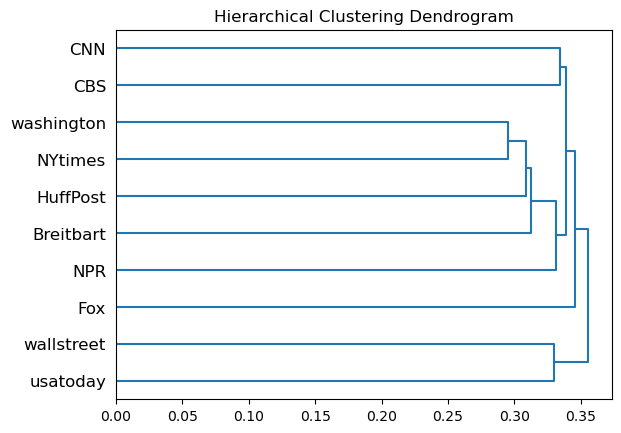 Hierarchical Clustering Dendrogram
CNN
CBS
washington
NYtimes
HuffPost
Breitbart
NPR
Fox
wallstreet
usatoday
0.00 0.05 0.10 0.15 0.20 0.25 0.30 0.35